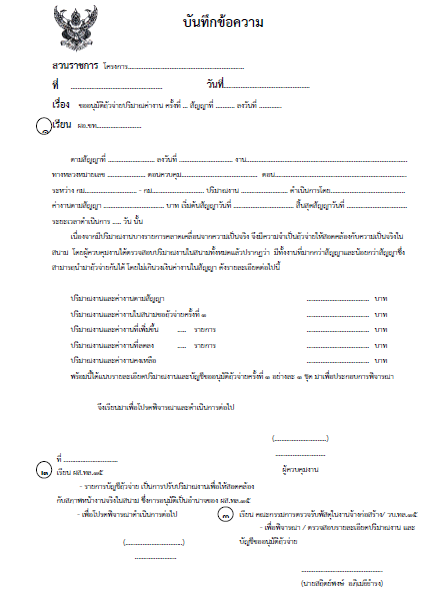 บันทึกข้อความ
ส่วนราชการ โครงการ..............................
ที่ .............................. วันที่..............................
เรื่อง ขออนุมัติถัวจ่ายปริมาณค่างาน ครั้งที่ ... สัญญาที่ ............ ลงวันที่ ............
๑ เรียน ผอ.ขท......................
ตามสัญญาที่ ...................... ลงวันที่ ...................... งาน......................
ทางหลวงหมายเลข .................. ตอนควบคุม.............................. ตอน..............................
ระหว่าง กม...................... - กม...................... ปริมาณงาน .................. ดำเนินการโดย......................
ค่างานตามสัญญา ...................... บาท เริ่มต้นสัญญาวันที่ ...................... สิ้นสุดสัญญาวันที่ ......................
ระยะเวลาดำเนินการ ..... วัน นั้น
เนื่องจากมีปริมาณงานบางรายการคลาดเคลื่อนจากความเป็นจริง จึงมีความจำเป็นถัวจ่ายให้สอดคล้องกับความเป็นจริงใน
สนาม โดยผู้ควบคุมงานได้ตรวจสอบปริมาณงานในสนามทั้งหมดแล้วปรากฏว่า มีทั้งงานที่มากกว่าสัญญาและน้อยกว่าสัญญาซึ่ง
สามารถนำมาถัวจ่ายกันได้ โดยไม่เกินวงเงินค่างานในสัญญา ดังรายละเอียดต่อไปนี้
ปริมาณงานและค่างานตามสัญญา ...................... บาท
ปริมาณงานและค่างานในสนามขอถัวจ่ายครั้งที่ ๑ ...................... บาท
ปริมาณงานและค่างานที่เพิ่มขึ้น ..... รายการ ...................... บาท
ปริมาณงานและค่างานที่ลดลง ..... รายการ ...................... บาท
ปริมาณงานและค่างานคงเหลือ ...................... บาท
พร้อมนี้ได้แนบรายละเอียดปริมาณงานและบัญชีขออนุมัติถัวจ่ายครั้งที่ ๑ อย่างละ ๑ ชุด มาเพื่อประกอบการพิจารณา
จึงเรียนมาเพื่อโปรดพิจารณาและดำเนินการต่อไป
(......................)
......................
ผู้ควบคุมงาน
ที่ ......................
๒ เรียน ผส.ทล.๑๕
- รายการบัญชีถัวจ่าย เป็นการปรับปริมาณงานเพื่อให้สอดคล้อง
กับสภาพหน้างานจริงในสนาม ซึ่งการอนุมัติเป็นอำนาจของ ผส.ทล.๑๕
- เพื่อโปรดพิจารณาดำเนินการต่อไป
๓ เรียน คณะกรรมการตรวจรับพัสดุในงานจ้างก่อสร้าง/ วบ.ทล.๑๕
- เพื่อพิจารณา / ตรวจสอบรายละเอียดปริมาณงาน และ
บัญชีขออนุมัติถัวจ่าย
(......................)
................
..............................
(นายสถิตย์พงษ์ อภิเมธีธำรง)